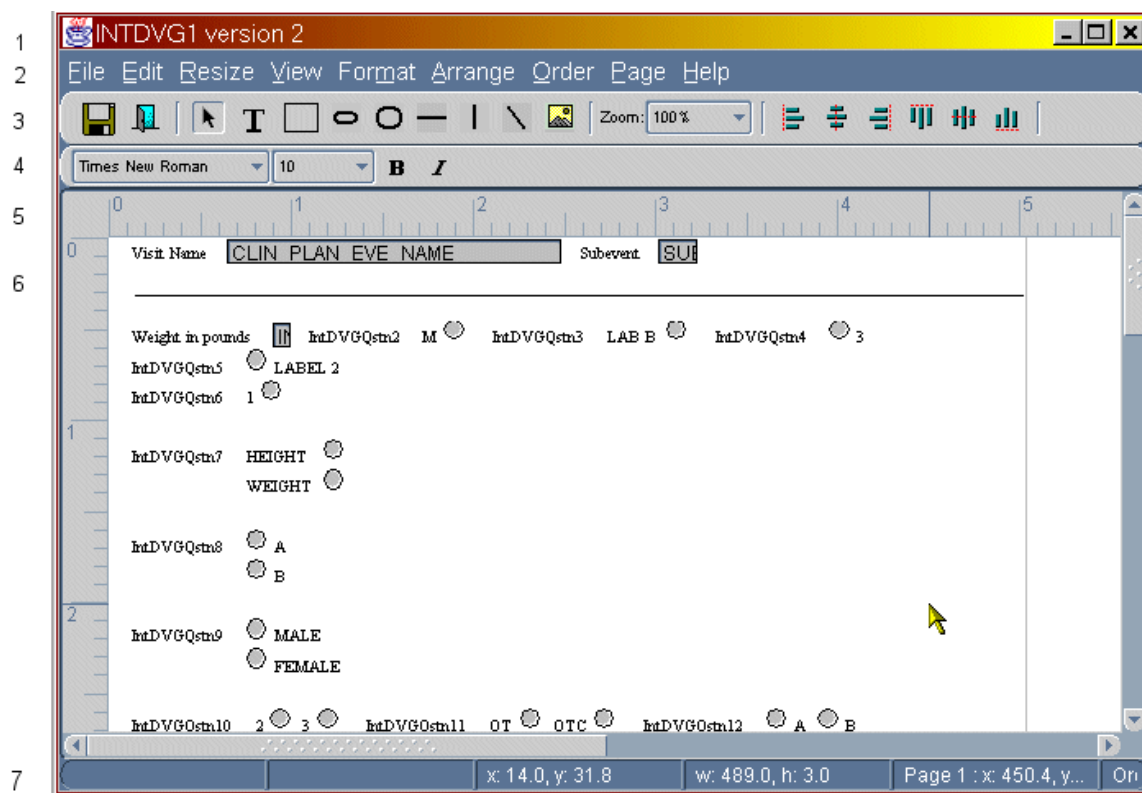 1 INTDVG1 version 2
2 File Edit Resize View Format Arrange Order Page Help
3 T Zoom: 100%
4 Times New Roman 10 B I
5 0 1 2 3 4 5
0 Visit Name CLIN PLAN EVE NAME Subevent SUB
6
Weight in pounds IN IntDVGQstn2 M IntDVGQstn3 LAB B IntDVGQstn4 3
IntDVGQstn5 LABEL 2
IntDVGQstn6 1
1
IntDVGQstn7 HEIGHT
WEIGHT
IntDVGQstn8 A
B
2
IntDVGQstn9 MALE
FEMALE
IntDVGQstn10 2 3 IntDVGQstn11 OT OTC IntDVGQstn12 A B
7 x: 14.0, y: 31.8 w: 489.0, h: 3.0 Page 1 : x: 450.4, y... On